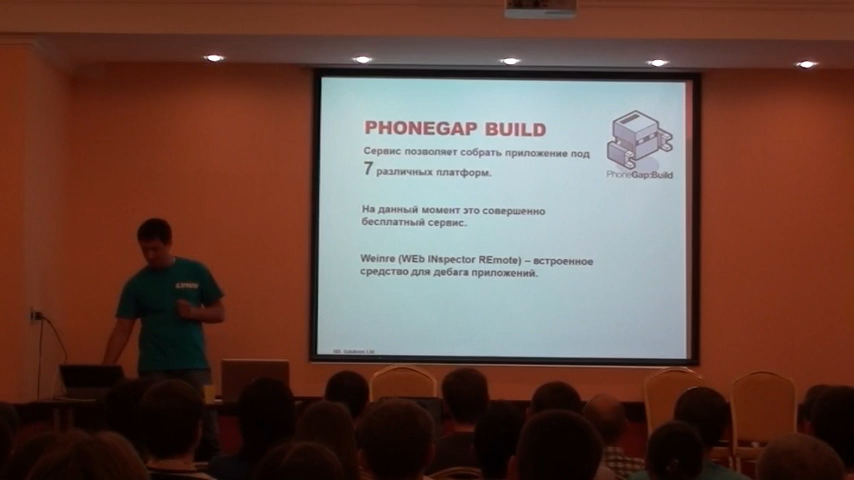 PHONEGAP BUILD
Сервис позволяет собрать приложение под
7 различных платформ.
PhoneGap:Build
На данный момент это совершенно
бесплатный сервис.
Weinre (WEb INspector REmote) – встроенное
средство для дебага приложений.